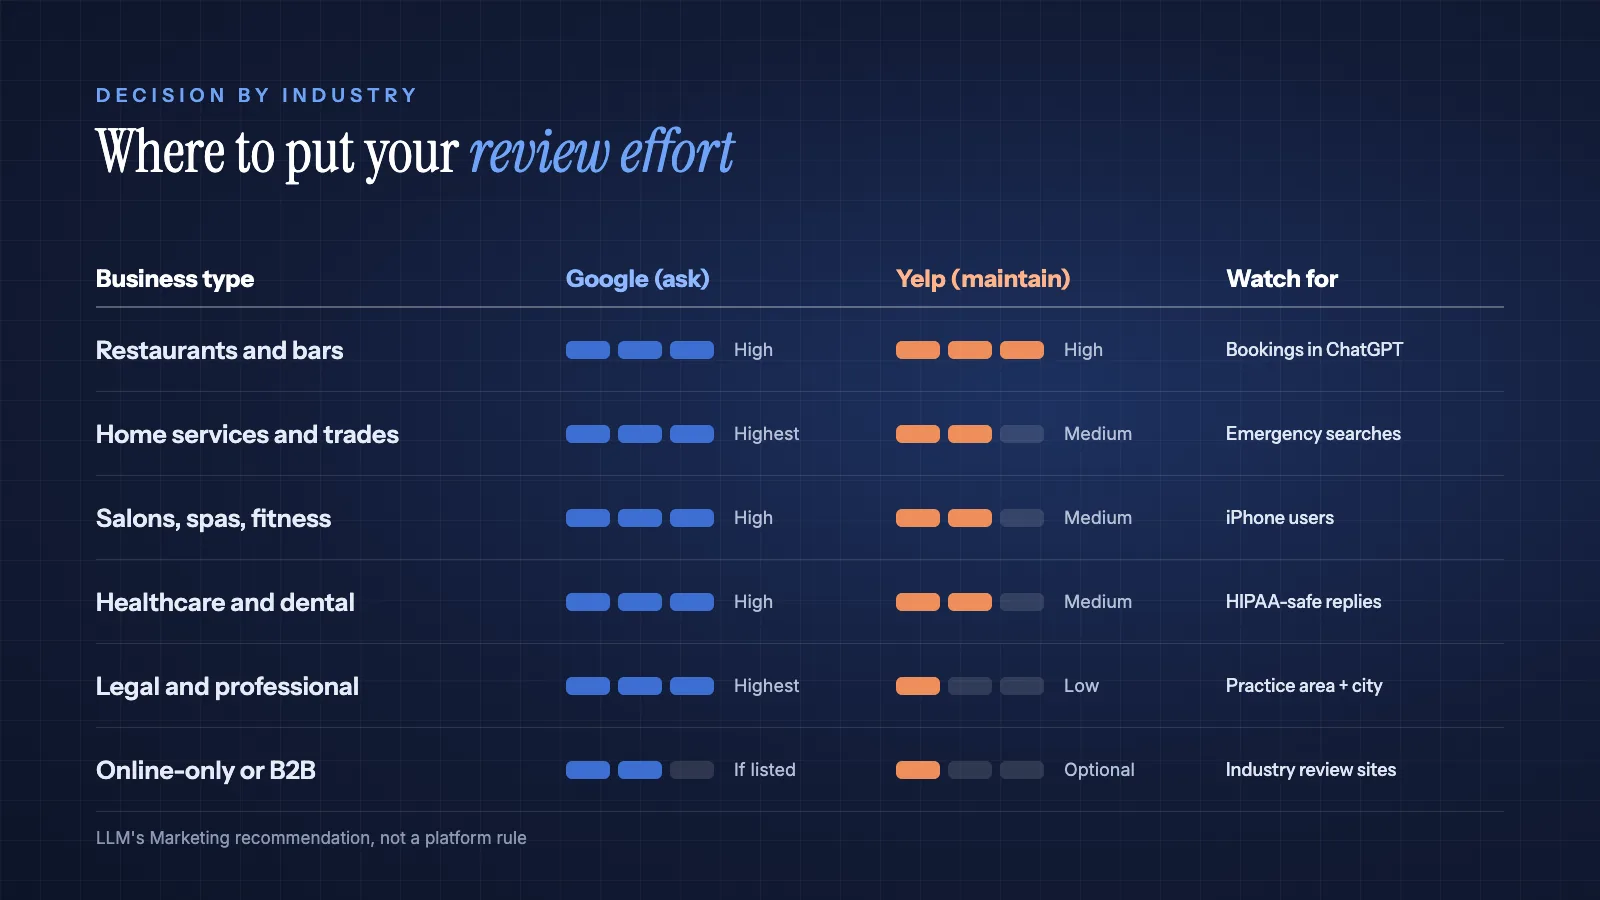 DECISION BY INDUSTRY
Where to put your review effort
Business type Google (ask) Yelp (maintain) Watch for
Restaurants and bars High High Bookings in ChatGPT
Home services and trades Highest Medium Emergency searches
Salons, spas, fitness High Medium iPhone users
Healthcare and dental High Medium HIPAA-safe replies
Legal and professional Highest Low Practice area + city
Online-only or B2B If listed Optional Industry review sites
LLM's Marketing recommendation, not a platform rule